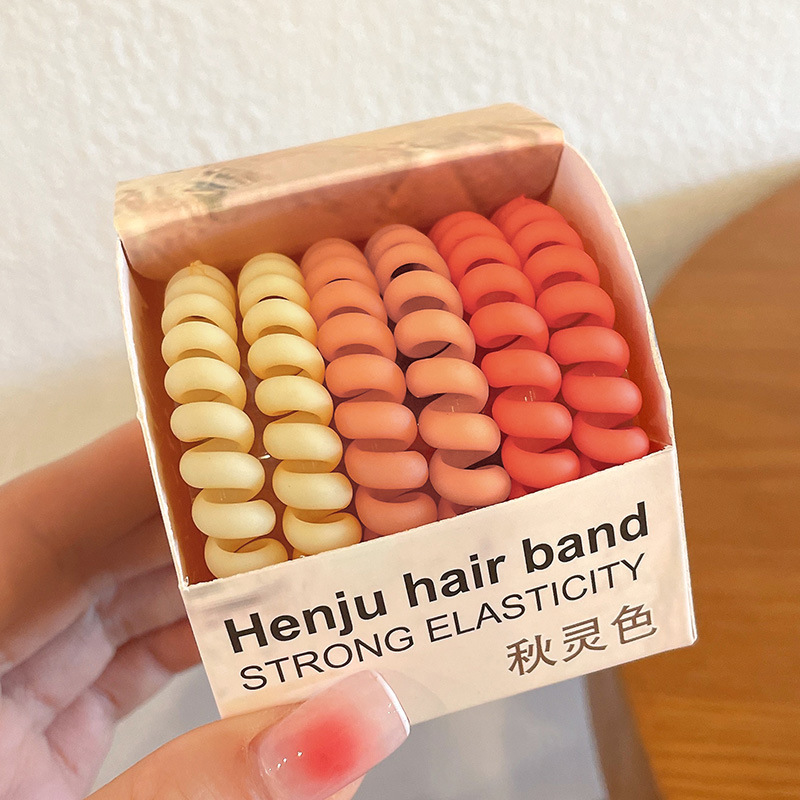 Henju hair band
STRONG ELASTICITY
秋灵色